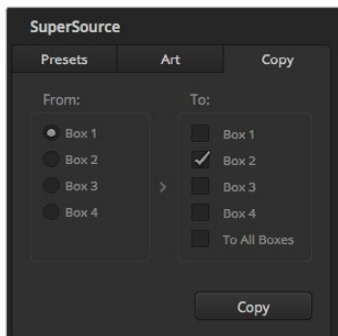 SuperSource
Presets Art Copy
From: To:
Box 1 Box 1
Box 2 Box 2
Box 3 Box 3
Box 4 Box 4
To All Boxes
Copy